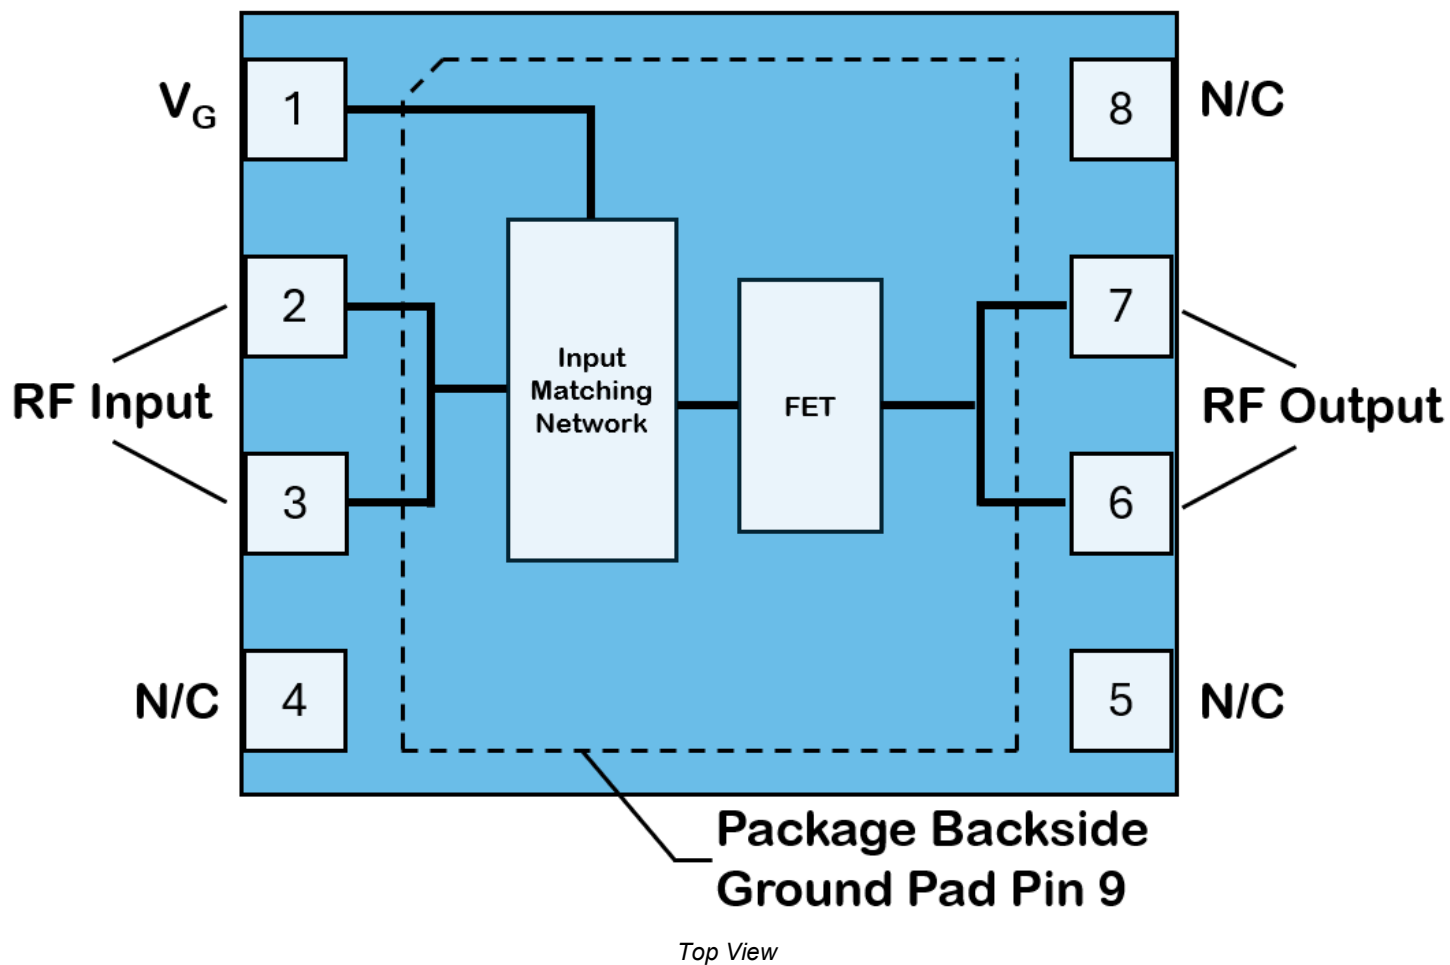 V_G 1 8 N/C
2 7
RF Input
Input
Matching
Network
FET
RF Output
3 6
N/C 4 5 N/C
Package Backside
Ground Pad Pin 9
Top View